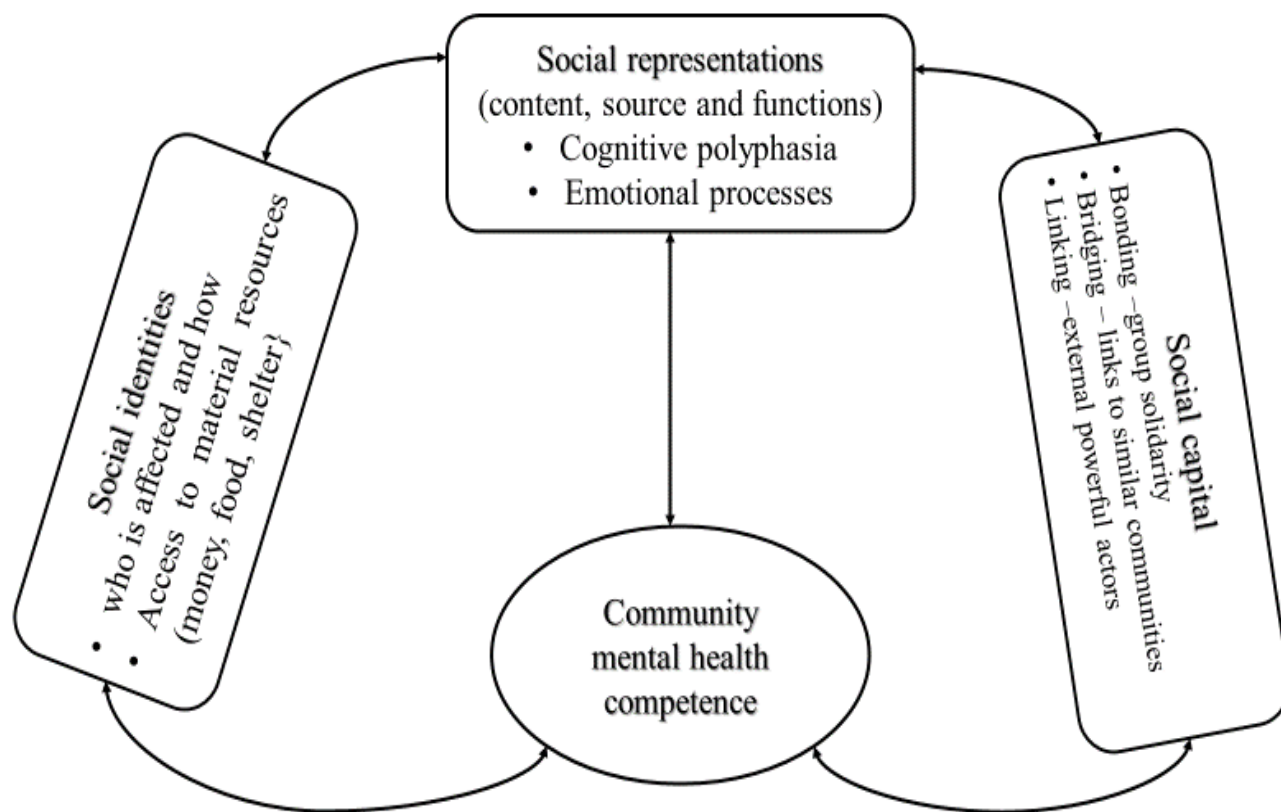 Social representations
(content, source and functions)
• Cognitive polyphasia
• Emotional processes
Social identities
• who is affected and how
• Access to material resources
(money, food, shelter}
Social capital
• Bonding –group solidarity
• Bridging – links to similar communities
• Linking –external powerful actors
Community
mental health
competence